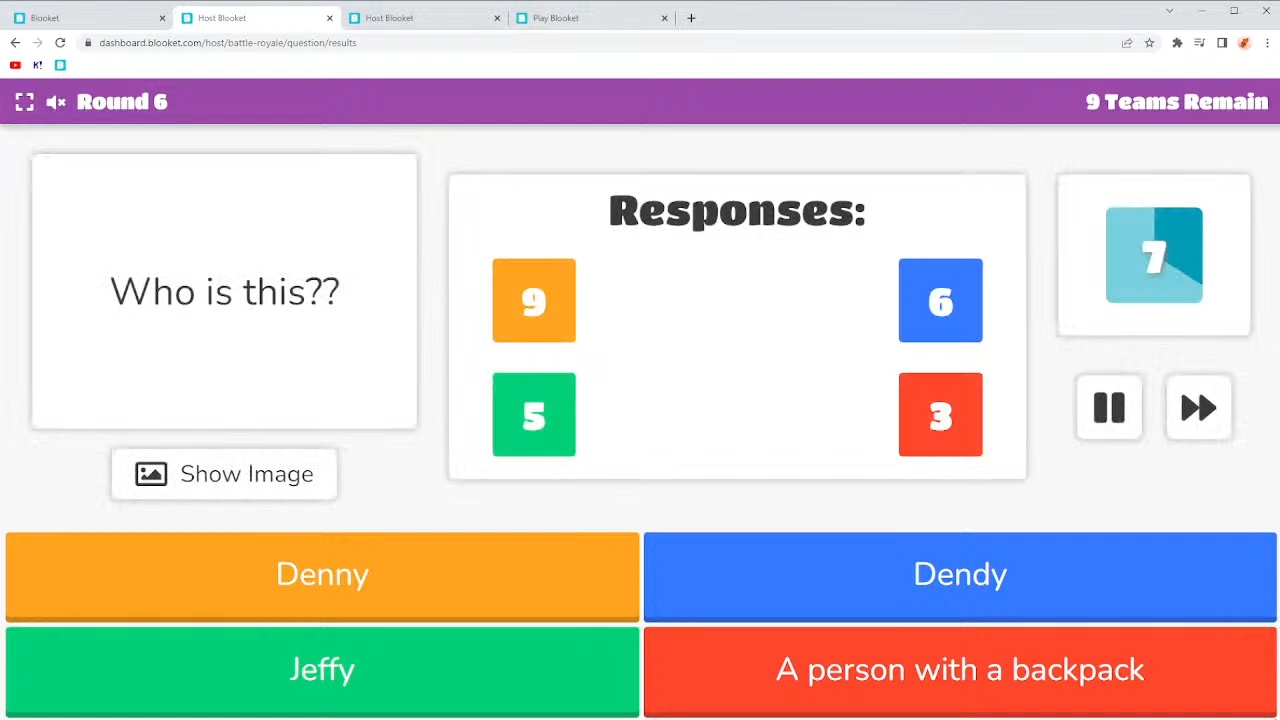 Blooket
Host Blooket
Host Blooket
Play Blooket
dashboard.blooket.com/host/battle-royale/question/results
K!
Round 6
9 Teams Remain
Who is this??
Show Image
Responses:
9
6
5
3
7
Denny
Dendy
Jeffy
A person with a backpack